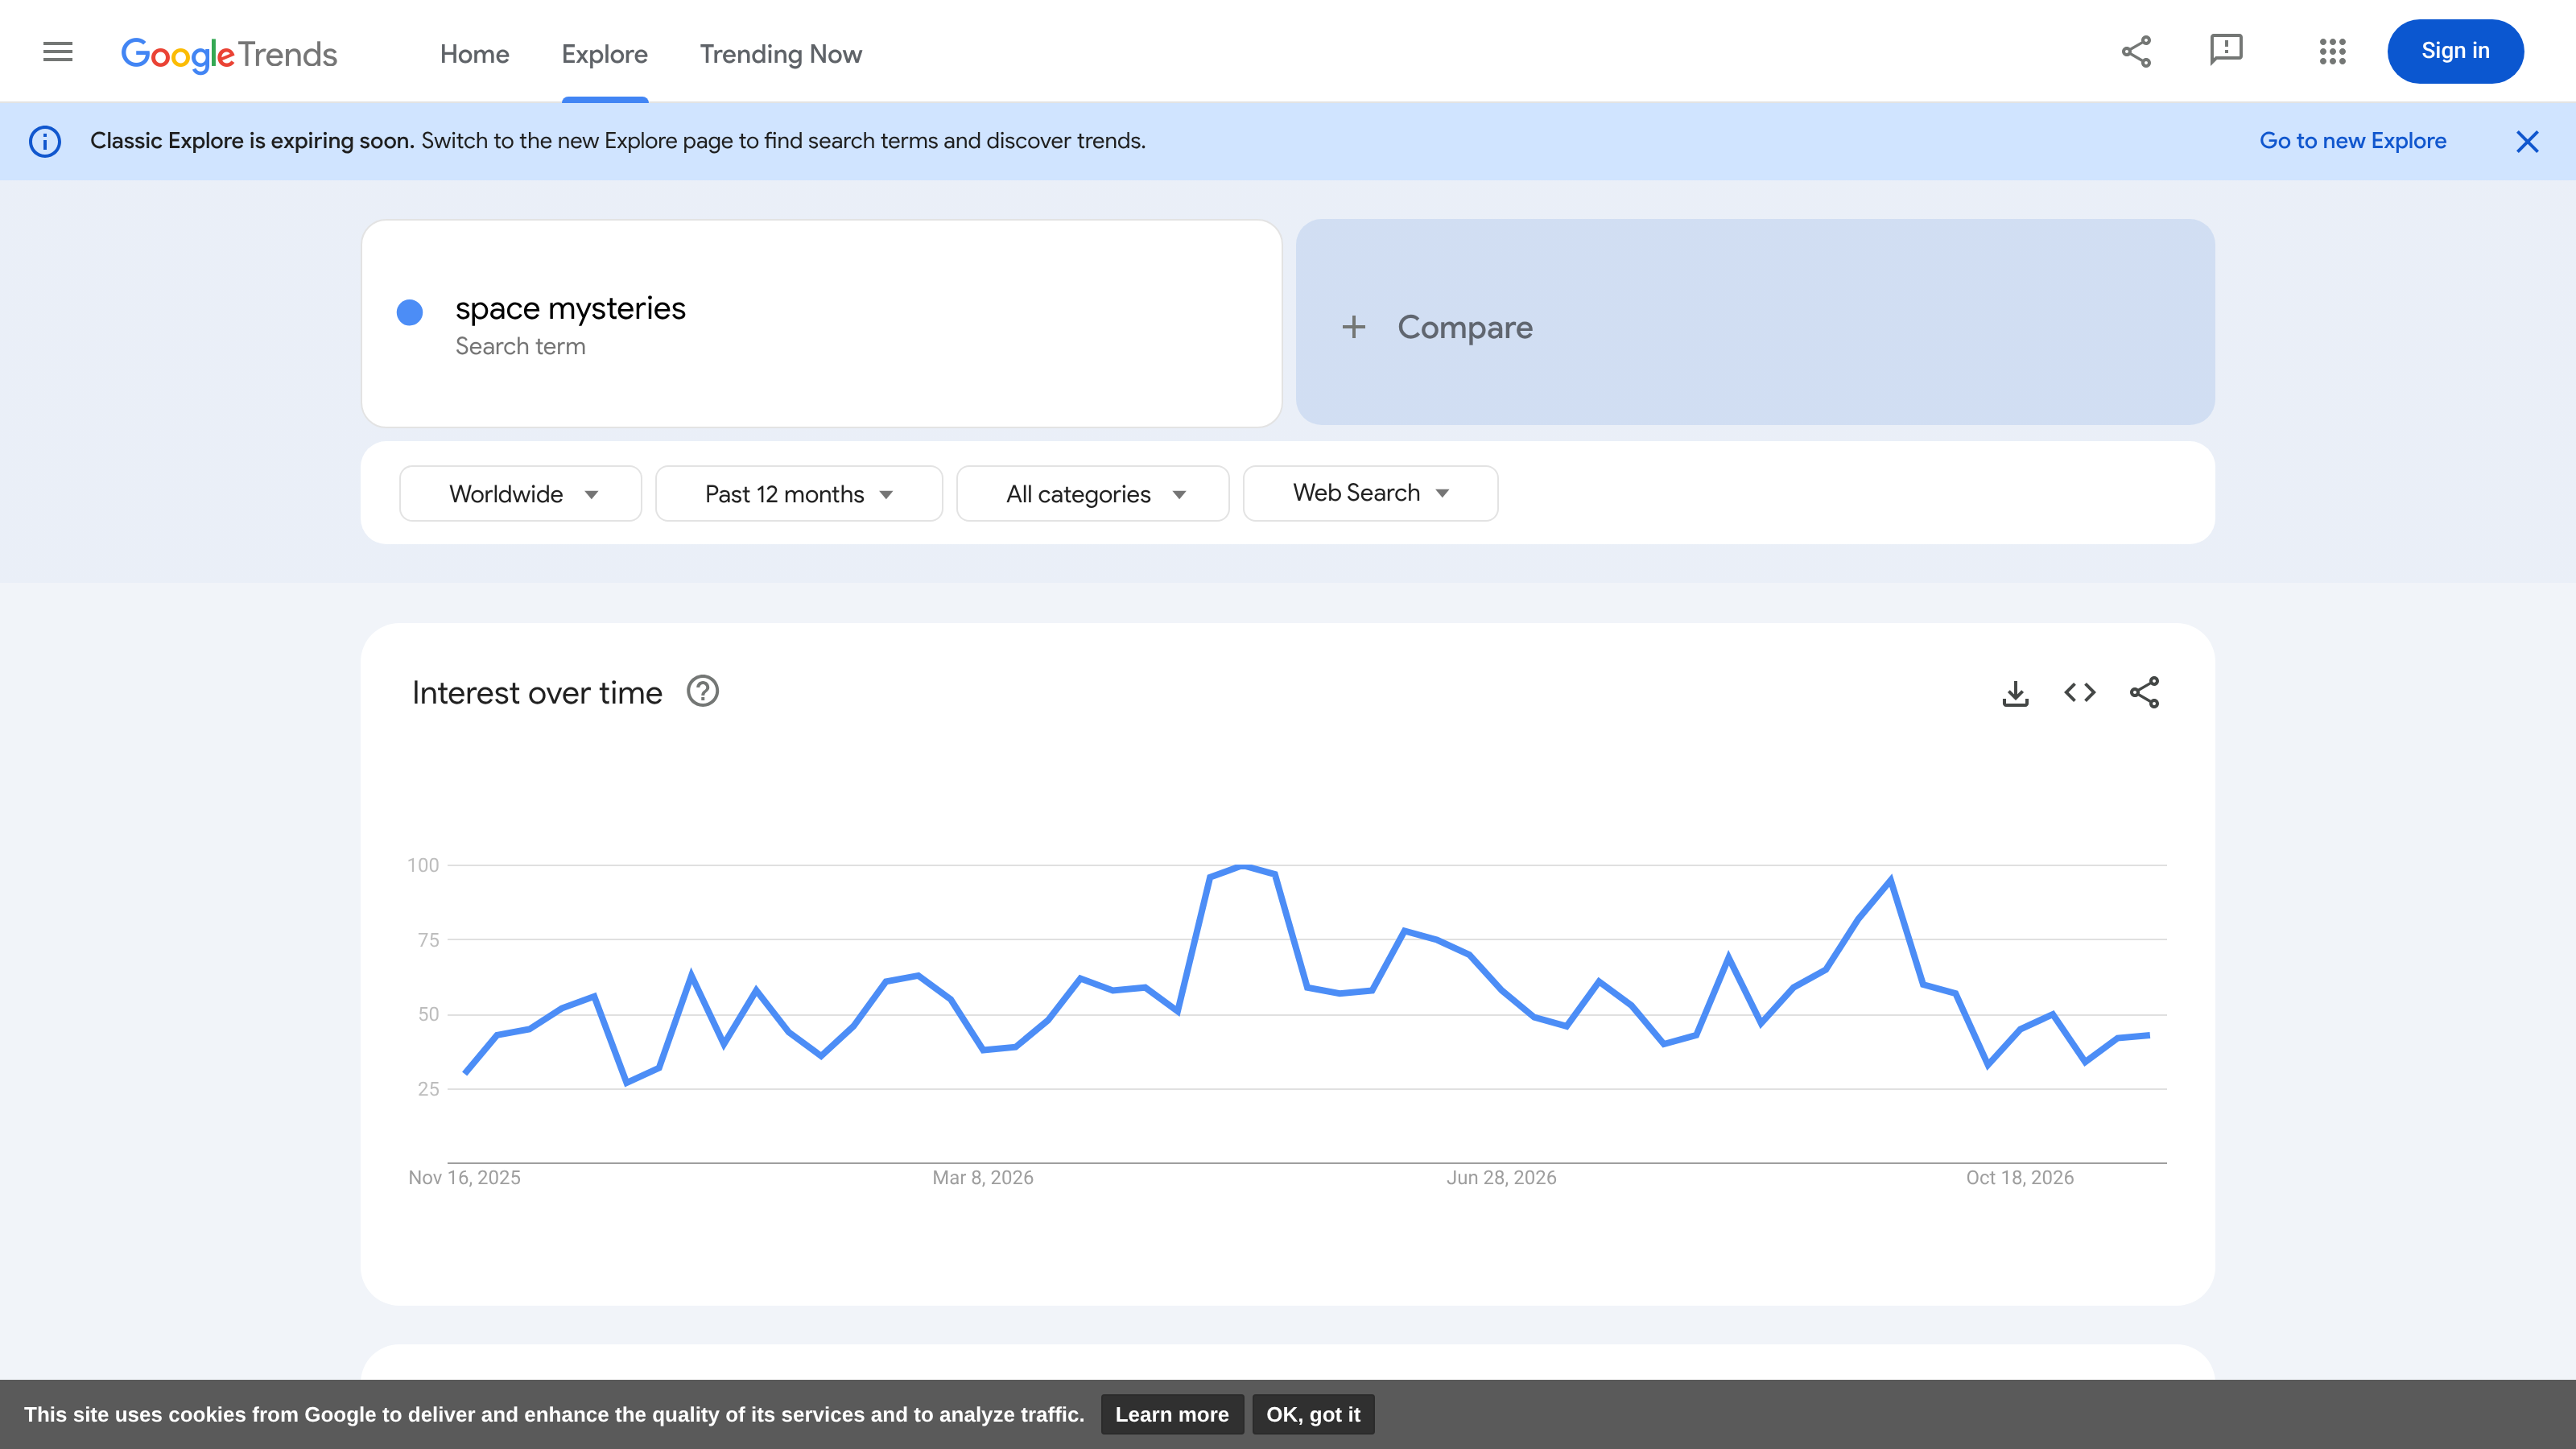 Google Trends
Home
Explore
Trending Now
Sign in
Classic Explore is expiring soon. Switch to the new Explore page to find search terms and discover trends.
Go to new Explore
space mysteries
Search term
+ Compare
Worldwide
Past 12 months
All categories
Web Search
Interest over time
100
75
50
25
Nov 16, 2025
Mar 8, 2026
Jun 28, 2026
Oct 18, 2026
This site uses cookies from Google to deliver and enhance the quality of its services and to analyze traffic.
Learn more
OK, got it